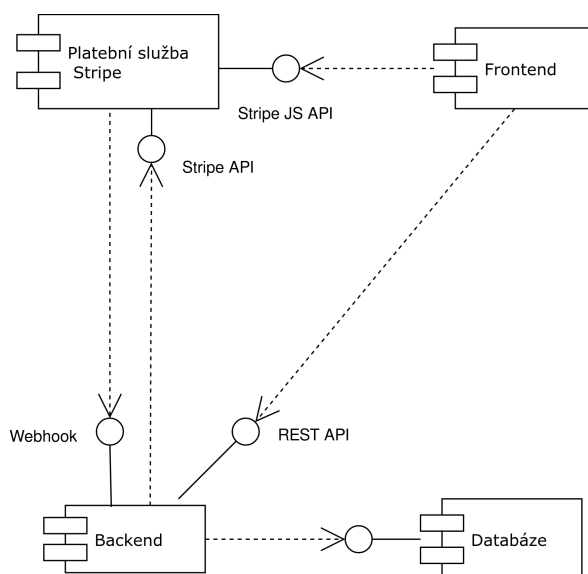 Platební služba
Stripe
Frontend
Stripe JS API
Stripe API
Webhook
REST API
Backend
Databáze